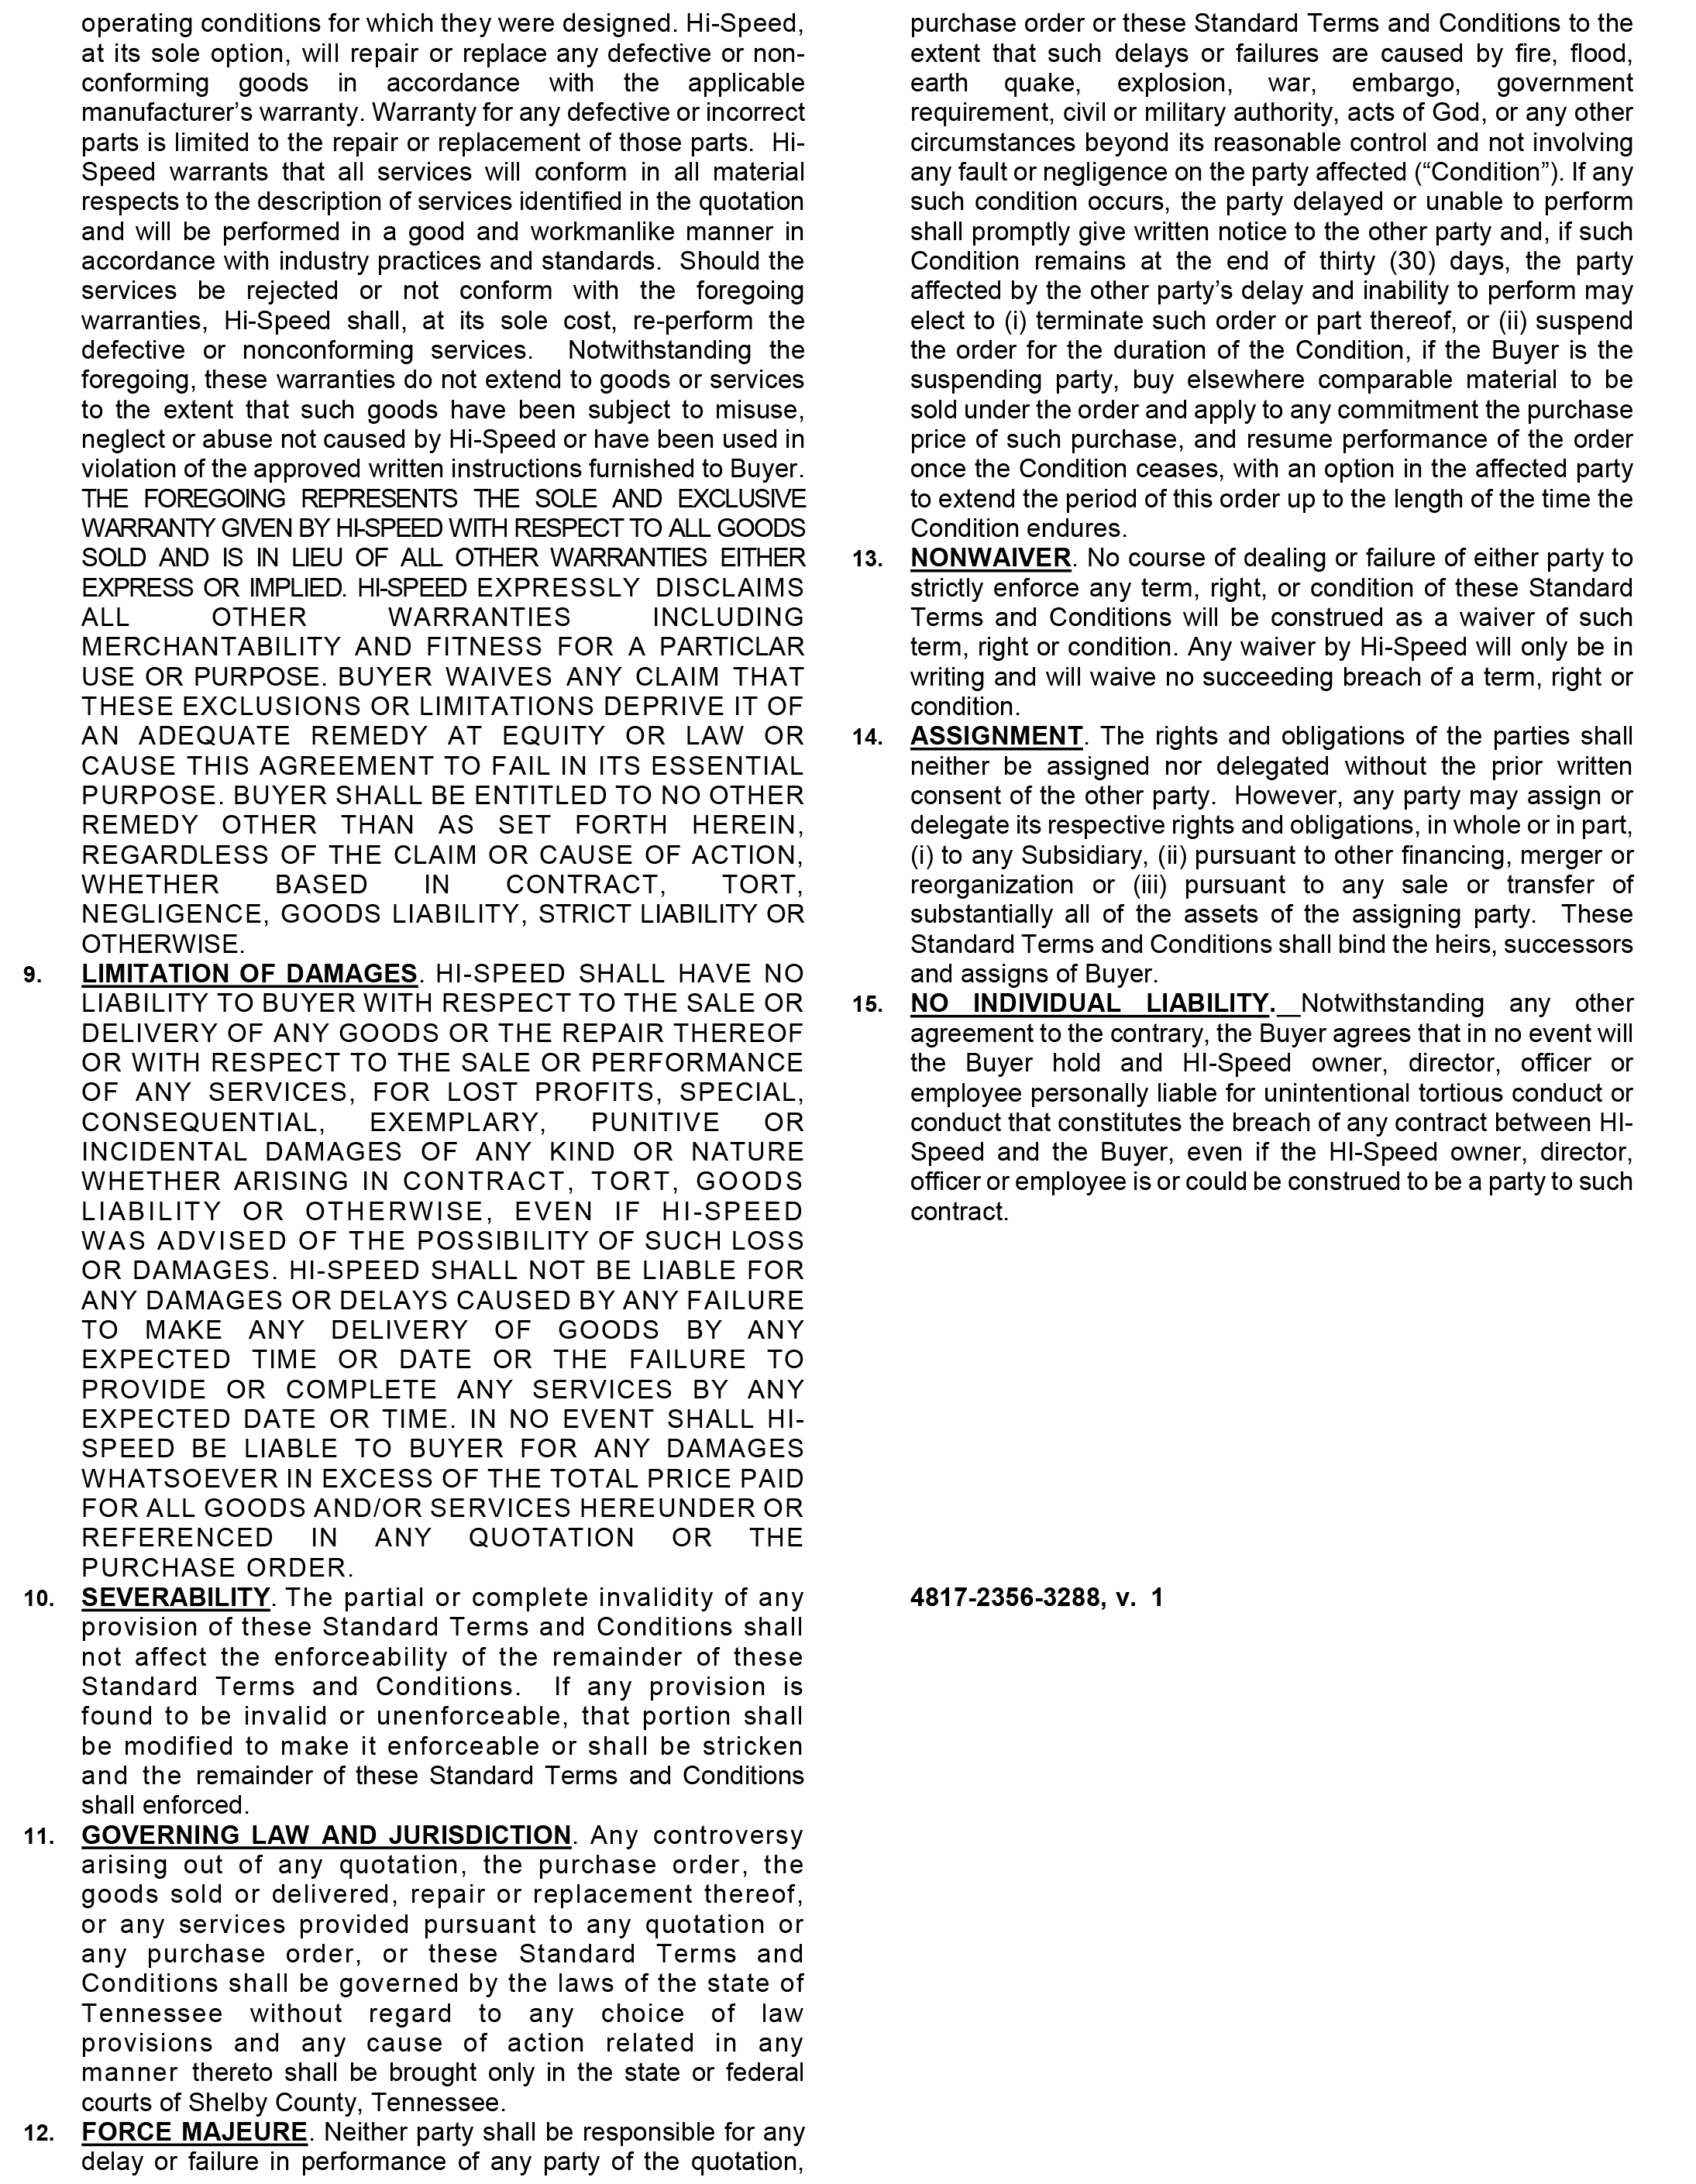 operating conditions for which they were designed. Hi-Speed,
at its sole option, will repair or replace any defective or non-
conforming goods in accordance with the applicable
manufacturer’s warranty. Warranty for any defective or incorrect
parts is limited to the repair or replacement of those parts. Hi-
Speed warrants that all services will conform in all material
respects to the description of services identified in the quotation
and will be performed in a good and workmanlike manner in
accordance with industry practices and standards. Should the
services be rejected or not conform with the foregoing
warranties, Hi-Speed shall, at its sole cost, re-perform the
defective or nonconforming services. Notwithstanding the
foregoing, these warranties do not extend to goods or services
to the extent that such goods have been subject to misuse,
neglect or abuse not caused by Hi-Speed or have been used in
violation of the approved written instructions furnished to Buyer.
THE FOREGOING REPRESENTS THE SOLE AND EXCLUSIVE
WARRANTY GIVEN BY HI-SPEED WITH RESPECT TO ALL GOODS
SOLD AND IS IN LIEU OF ALL OTHER WARRANTIES EITHER
EXPRESS OR IMPLIED. HI-SPEED EXPRESSLY DISCLAIMS
ALL OTHER WARRANTIES INCLUDING
MERCHANTABILITY AND FITNESS FOR A PARTICLAR
USE OR PURPOSE. BUYER WAIVES ANY CLAIM THAT
THESE EXCLUSIONS OR LIMITATIONS DEPRIVE IT OF
AN ADEQUATE REMEDY AT EQUITY OR LAW OR
CAUSE THIS AGREEMENT TO FAIL IN ITS ESSENTIAL
PURPOSE. BUYER SHALL BE ENTITLED TO NO OTHER
REMEDY OTHER THAN AS SET FORTH HEREIN,
REGARDLESS OF THE CLAIM OR CAUSE OF ACTION,
WHETHER BASED IN CONTRACT, TORT,
NEGLIGENCE, GOODS LIABILITY, STRICT LIABILITY OR
OTHERWISE.
9. LIMITATION OF DAMAGES. HI-SPEED SHALL HAVE NO
LIABILITY TO BUYER WITH RESPECT TO THE SALE OR
DELIVERY OF ANY GOODS OR THE REPAIR THEREOF
OR WITH RESPECT TO THE SALE OR PERFORMANCE
OF ANY SERVICES, FOR LOST PROFITS, SPECIAL,
CONSEQUENTIAL, EXEMPLARY, PUNITIVE OR
INCIDENTAL DAMAGES OF ANY KIND OR NATURE
WHETHER ARISING IN CONTRACT, TORT, GOODS
LIABILITY OR OTHERWISE, EVEN IF HI-SPEED
WAS ADVISED OF THE POSSIBILITY OF SUCH LOSS
OR DAMAGES. HI-SPEED SHALL NOT BE LIABLE FOR
ANY DAMAGES OR DELAYS CAUSED BY ANY FAILURE
TO MAKE ANY DELIVERY OF GOODS BY ANY
EXPECTED TIME OR DATE OR THE FAILURE TO
PROVIDE OR COMPLETE ANY SERVICES BY ANY
EXPECTED DATE OR TIME. IN NO EVENT SHALL HI-
SPEED BE LIABLE TO BUYER FOR ANY DAMAGES
WHATSOEVER IN EXCESS OF THE TOTAL PRICE PAID
FOR ALL GOODS AND/OR SERVICES HEREUNDER OR
REFERENCED IN ANY QUOTATION OR THE
PURCHASE ORDER.
10. SEVERABILITY. The partial or complete invalidity of any
provision of these Standard Terms and Conditions shall
not affect the enforceability of the remainder of these
Standard Terms and Conditions. If any provision is
found to be invalid or unenforceable, that portion shall
be modified to make it enforceable or shall be stricken
and the remainder of these Standard Terms and Conditions
shall enforced.
11. GOVERNING LAW AND JURISDICTION. Any controversy
arising out of any quotation, the purchase order, the
goods sold or delivered, repair or replacement thereof,
or any services provided pursuant to any quotation or
any purchase order, or these Standard Terms and
Conditions shall be governed by the laws of the state of
Tennessee without regard to any choice of law
provisions and any cause of action related in any
manner thereto shall be brought only in the state or federal
courts of Shelby County, Tennessee.
12. FORCE MAJEURE. Neither party shall be responsible for any
delay or failure in performance of any party of the quotation,
purchase order or these Standard Terms and Conditions to the
extent that such delays or failures are caused by fire, flood,
earth quake, explosion, war, embargo, government
requirement, civil or military authority, acts of God, or any other
circumstances beyond its reasonable control and not involving
any fault or negligence on the party affected (“Condition”). If any
such condition occurs, the party delayed or unable to perform
shall promptly give written notice to the other party and, if such
Condition remains at the end of thirty (30) days, the party
affected by the other party’s delay and inability to perform may
elect to (i) terminate such order or part thereof, or (ii) suspend
the order for the duration of the Condition, if the Buyer is the
suspending party, buy elsewhere comparable material to be
sold under the order and apply to any commitment the purchase
price of such purchase, and resume performance of the order
once the Condition ceases, with an option in the affected party
to extend the period of this order up to the length of the time the
Condition endures.
13. NONWAIVER. No course of dealing or failure of either party to
strictly enforce any term, right, or condition of these Standard
Terms and Conditions will be construed as a waiver of such
term, right or condition. Any waiver by Hi-Speed will only be in
writing and will waive no succeeding breach of a term, right or
condition.
14. ASSIGNMENT. The rights and obligations of the parties shall
neither be assigned nor delegated without the prior written
consent of the other party. However, any party may assign or
delegate its respective rights and obligations, in whole or in part,
(i) to any Subsidiary, (ii) pursuant to other financing, merger or
reorganization or (iii) pursuant to any sale or transfer of
substantially all of the assets of the assigning party. These
Standard Terms and Conditions shall bind the heirs, successors
and assigns of Buyer.
15. NO INDIVIDUAL LIABILITY. Notwithstanding any other
agreement to the contrary, the Buyer agrees that in no event will
the Buyer hold and HI-Speed owner, director, officer or
employee personally liable for unintentional tortious conduct or
conduct that constitutes the breach of any contract between HI-
Speed and the Buyer, even if the HI-Speed owner, director,
officer or employee is or could be construed to be a party to such
contract.
4817-2356-3288, v. 1